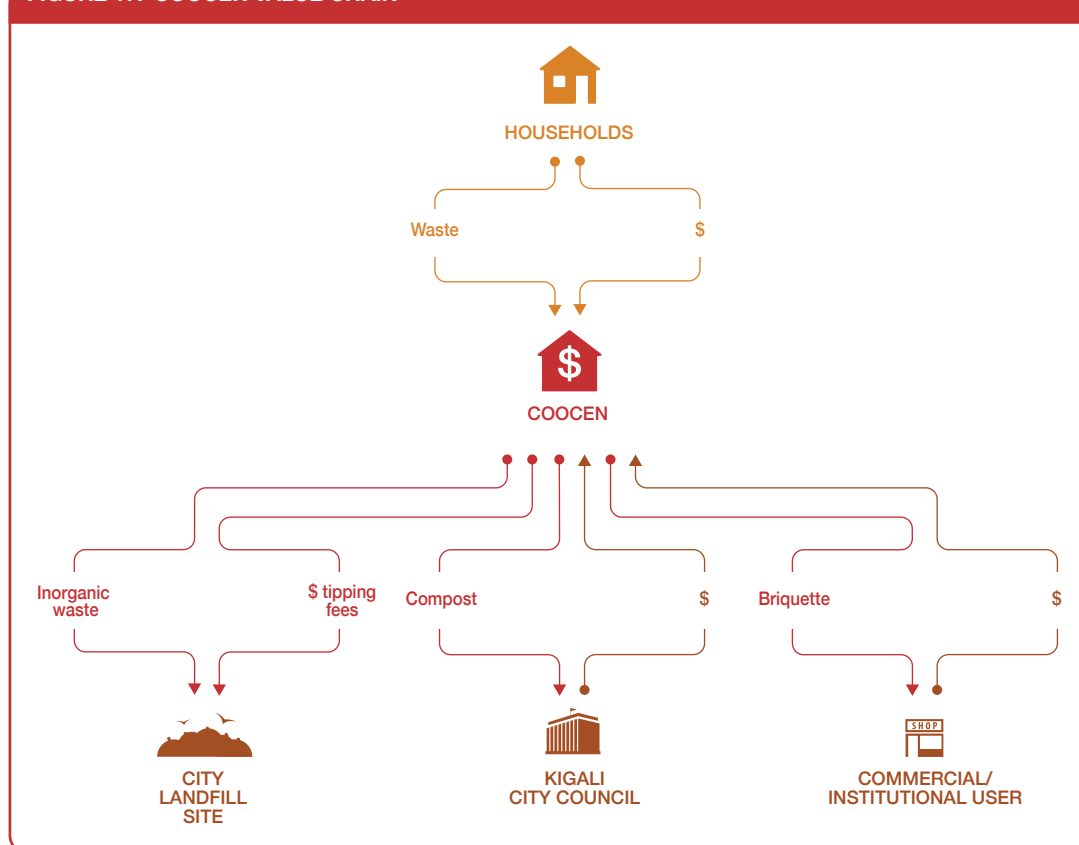 HOUSEHOLDS
Waste
$
$
COOCEN
Inorganic
waste
$ tipping
fees
Compost
$
Briquette
$
SHOP
CITY
LANDFILL
SITE
KIGALI
CITY COUNCIL
COMMERCIAL/
INSTITUTIONAL USER